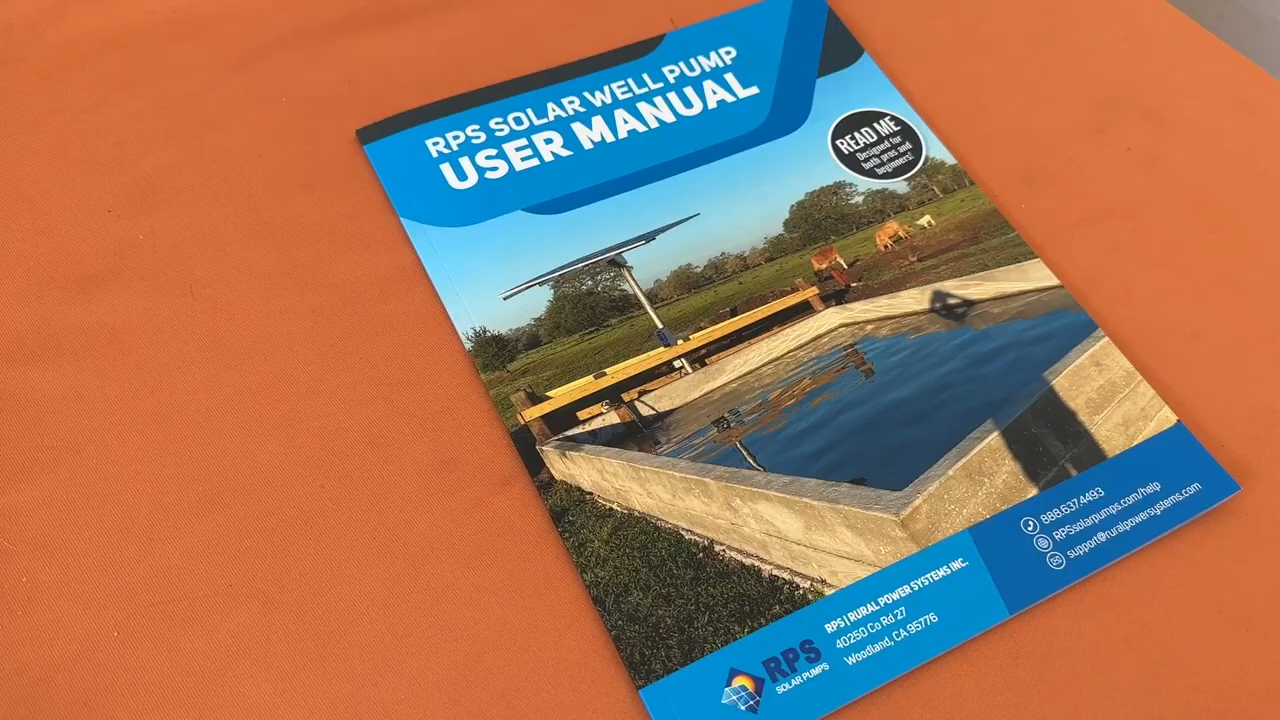 RPS SOLAR WELL PUMP
USER MANUAL
READ ME
Designed for
both pros and
beginners!
888.637.4493
RPSsolarpumps.com/help
support@ruralpowersystems.com
RPS | RURAL POWER SYSTEMS INC.
40250 Co Rd 27
Woodland, CA 95776
RPS
SOLAR PUMPS